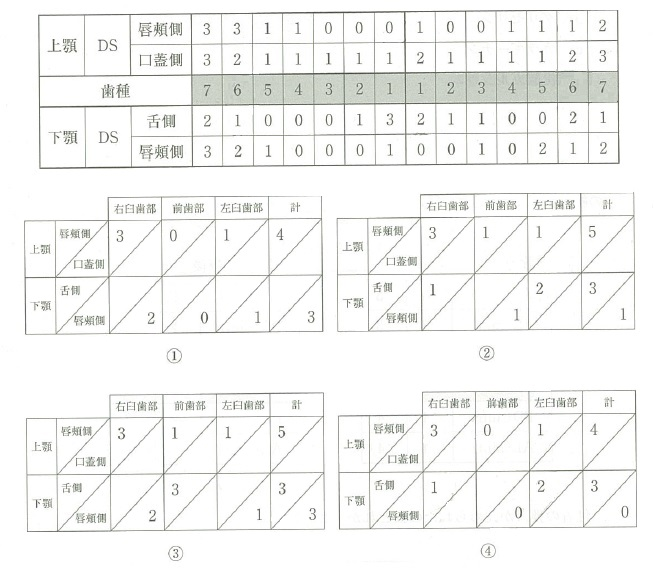 上顎 DS 唇頬側 3 3 1 1 0 0 0 1 0 0 1 1 1 2
口蓋側 3 2 1 1 1 1 1 2 1 1 1 1 2 3
歯種 7 6 5 4 3 2 1 1 2 3 4 5 6 7
下顎 DS 舌側 2 1 0 0 0 1 3 2 1 1 0 0 2 1
唇頬側 3 2 1 0 0 0 1 0 0 1 0 2 1 2
右臼歯部 前歯部 左臼歯部 計
上顎 唇頬側 3 0 1 4
口蓋側
下顎 舌側
唇頬側 2 0 1 3
①
右臼歯部 前歯部 左臼歯部 計
上顎 唇頬側 3 1 1 5
口蓋側
下顎 舌側 1 2 3
唇頬側 1 1
②
右臼歯部 前歯部 左臼歯部 計
上顎 唇頬側 3 1 1 5
口蓋側
下顎 舌側 3 3
唇頬側 2 1 3
③
右臼歯部 前歯部 左臼歯部 計
上顎 唇頬側 3 0 1 4
口蓋側
下顎 舌側 1 2 3
唇頬側 0 0
④